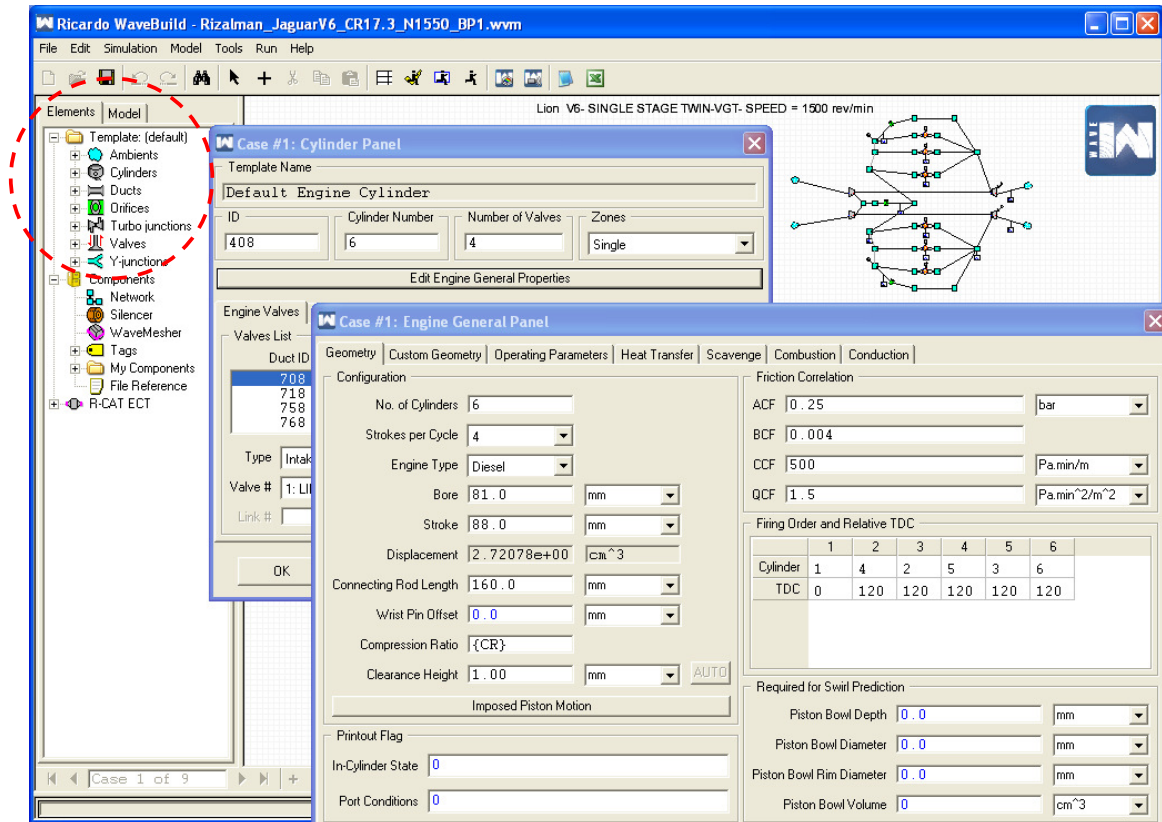 Ricardo WaveBuild - Rizalman_JaguarV6_CR17.3_N1550_BP1.wvm
File Edit Simulation Model Tools Run Help
Elements Model
Template: (default)
Ambients
Cylinders
Ducts
Orifices
Turbo junctions
Valves
Y-junctions
Components
Network
Silencer
WaveMesher
Tags
My Components
File Reference
R-CAT ECT
Case 1 of 9
Lion V6- SINGLE STAGE TWIN-VGT- SPEED = 1500 rev/min
WAVE
Case #1: Cylinder Panel
Template Name
Default Engine Cylinder
ID Cylinder Number Number of Valves Zones
408 6 4 Single
Edit Engine General Properties
Engine Valves
Valves List
Duct ID
708
718
758
768
Type Intak
Valve # 1: LI
Link #
OK
Case #1: Engine General Panel
Geometry Custom Geometry Operating Parameters Heat Transfer Scavenge Combustion Conduction
Configuration
No. of Cylinders 6
Strokes per Cycle 4
Engine Type Diesel
Bore 81.0 mm
Stroke 88.0 mm
Displacement 2.72078e+00 cm^3
Connecting Rod Length 160.0 mm
Wrist Pin Offset 0.0 mm
Compression Ratio {CR}
Clearance Height 1.00 mm AUTO
Imposed Piston Motion
Printout Flag
In-Cylinder State 0
Port Conditions 0
Friction Correlation
ACF 0.25 bar
BCF 0.004
CCF 500 Pa.min/m
QCF 1.5 Pa.min^2/m^2
Firing Order and Relative TDC
1 2 3 4 5 6
Cylinder 1 4 2 5 3 6
TDC 0 120 120 120 120 120
Required for Swirl Prediction
Piston Bowl Depth 0.0 mm
Piston Bowl Diameter 0.0 mm
Piston Bowl Rim Diameter 0.0 mm
Piston Bowl Volume 0 cm^3